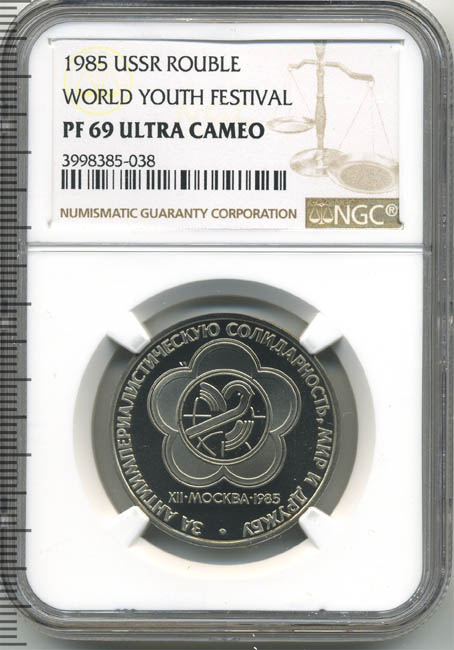 1985 USSR ROUBLE
WORLD YOUTH FESTIVAL
PF 69 ULTRA CAMEO
3998385-038
NUMISMATIC GUARANTY CORPORATION
NGC®
ЗА АНТИИМПЕРИАЛИСТИЧЕСКУЮ СОЛИДАРНОСТЬ, МИР И ДРУЖБУ
XII·МОСКВА·1985